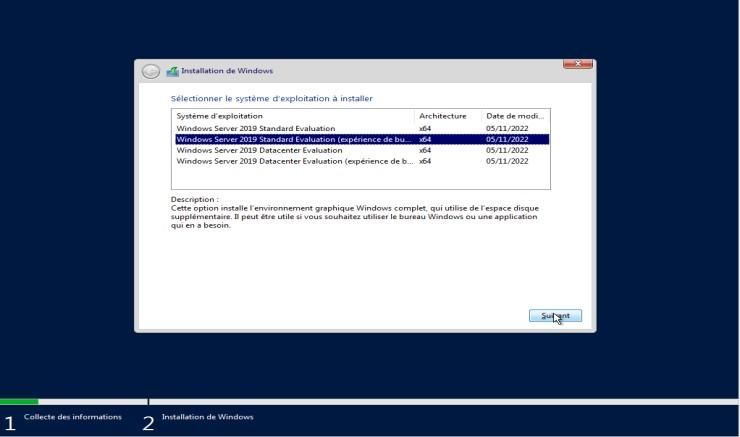 Installation de Windows
Sélectionner le système d'exploitation à installer
Système d'exploitation Architecture Date de modi...
Windows Server 2019 Standard Evaluation x64 05/11/2022
Windows Server 2019 Standard Evaluation (expérience de bu... x64 05/11/2022
Windows Server 2019 Datacenter Evaluation x64 05/11/2022
Windows Server 2019 Datacenter Evaluation (expérience de b... x64 05/11/2022
Description :
Cette option installe l'environnement graphique Windows complet, qui utilise de l'espace disque
supplémentaire. Il peut être utile si vous souhaitez utiliser le bureau Windows ou une application
qui en a besoin.
Suivant
1 Collecte des informations 2 Installation de Windows